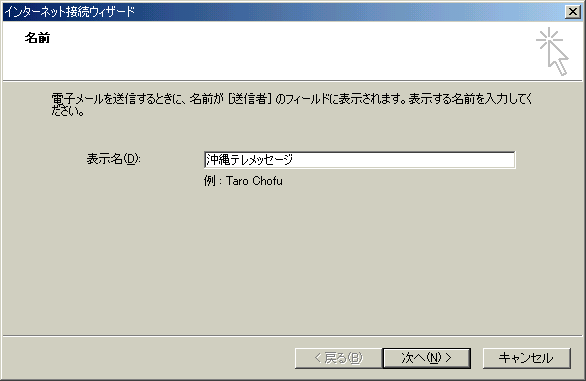 インターネット接続ウィザード
名前
電子メールを送信するときに、名前が [送信者] のフィールドに表示されます。表示する名前を入力してく
ださい。
表示名(D):
沖縄テレメッセージ
例 : Taro Chofu
< 戻る(B)
次へ(N) >
キャンセル